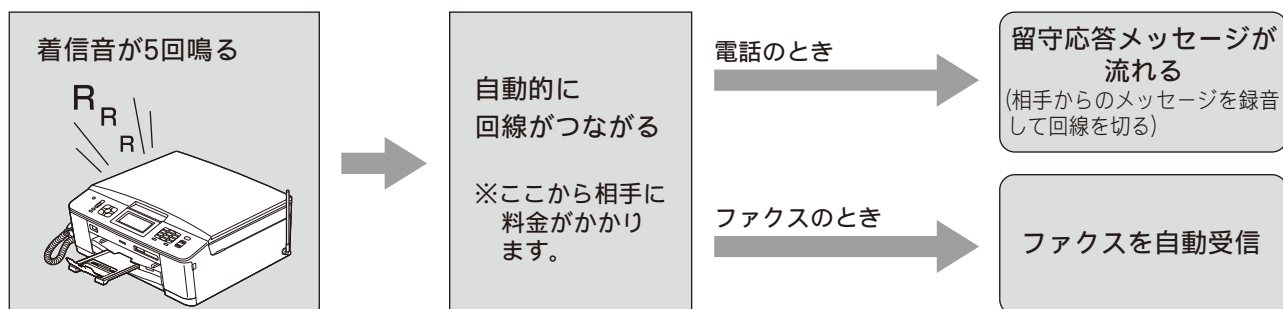 着信音が5回鳴る
R
R
R
自動的に
回線がつながる
※ここから相手に
料金がかかり
ます。
電話のとき
留守応答メッセージが
流れる
(相手からのメッセージを録音
して回線を切る)
ファクスのとき
ファクスを自動受信